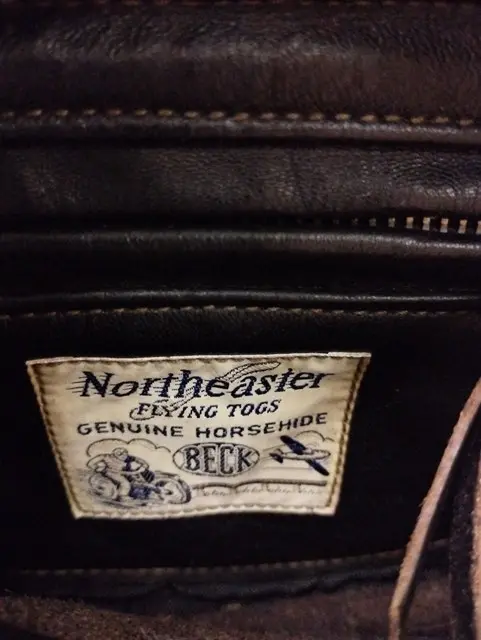 Northeaster
FLYING TOGS
GENUINE HORSEHIDE
BECK